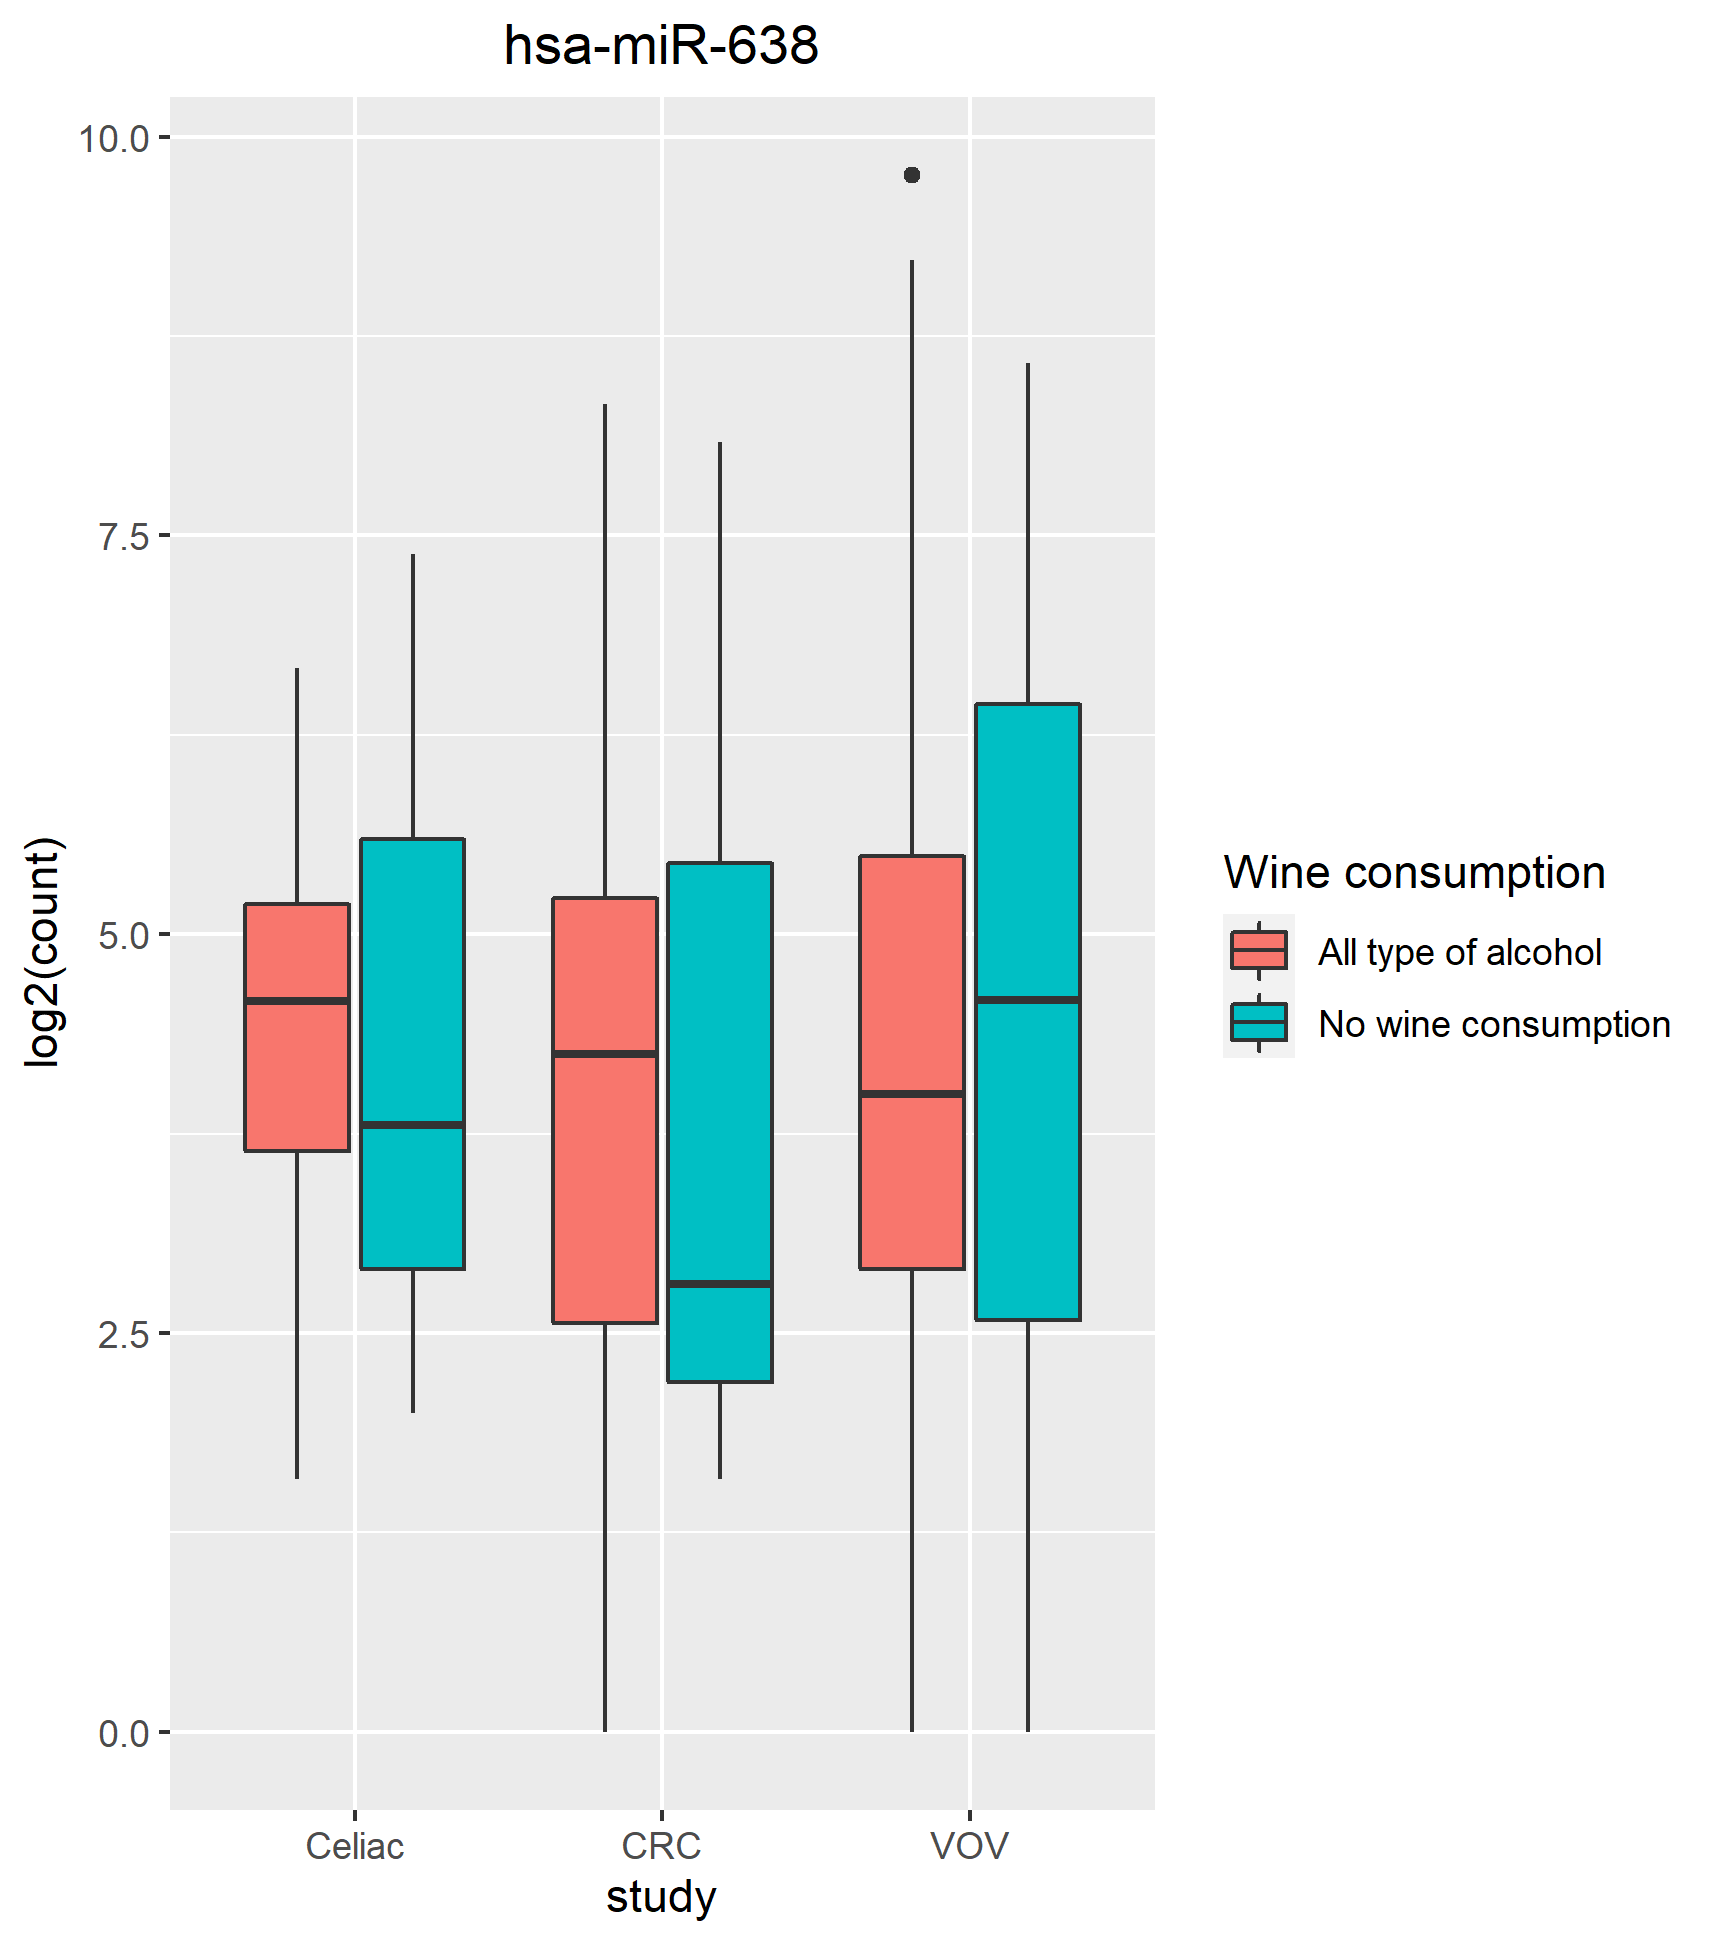 hsa-miR-638
10.0
7.5
5.0
2.5
0.0
log2(count)
Celiac CRC VOV
study
Wine consumption
All type of alcohol
No wine consumption